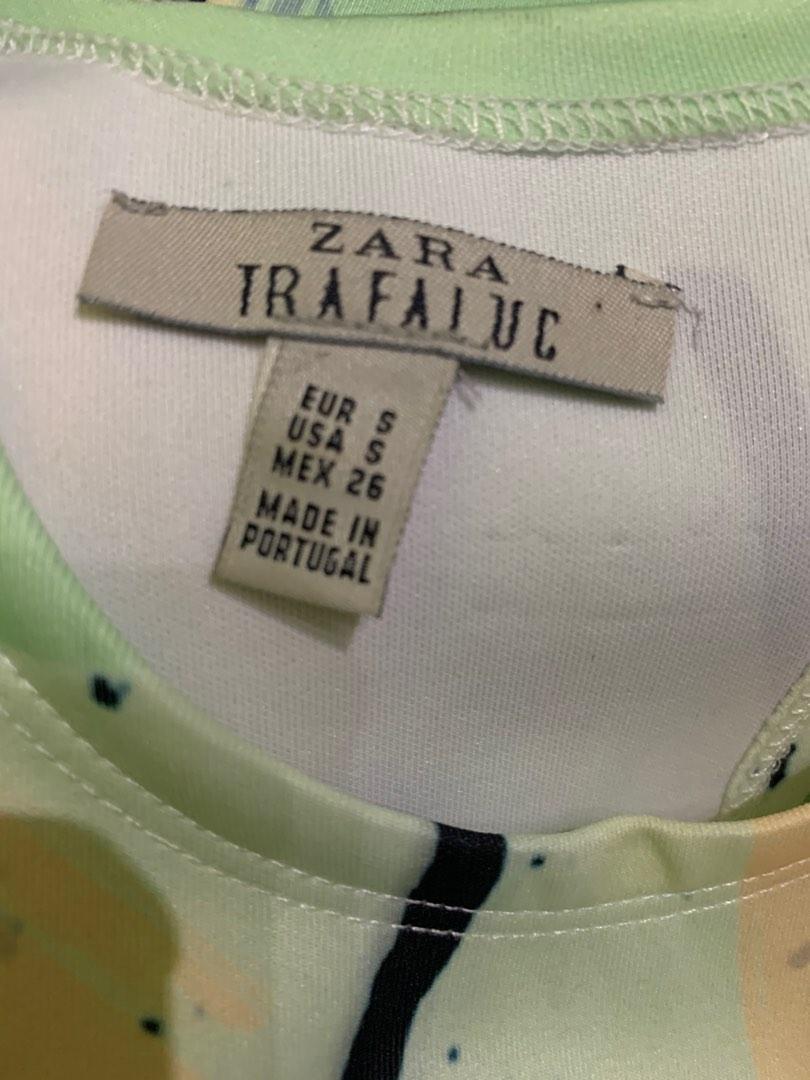 ZARA
TRAFALUC
EUR S
USA S
MEX 26
MADE IN
PORTUGAL